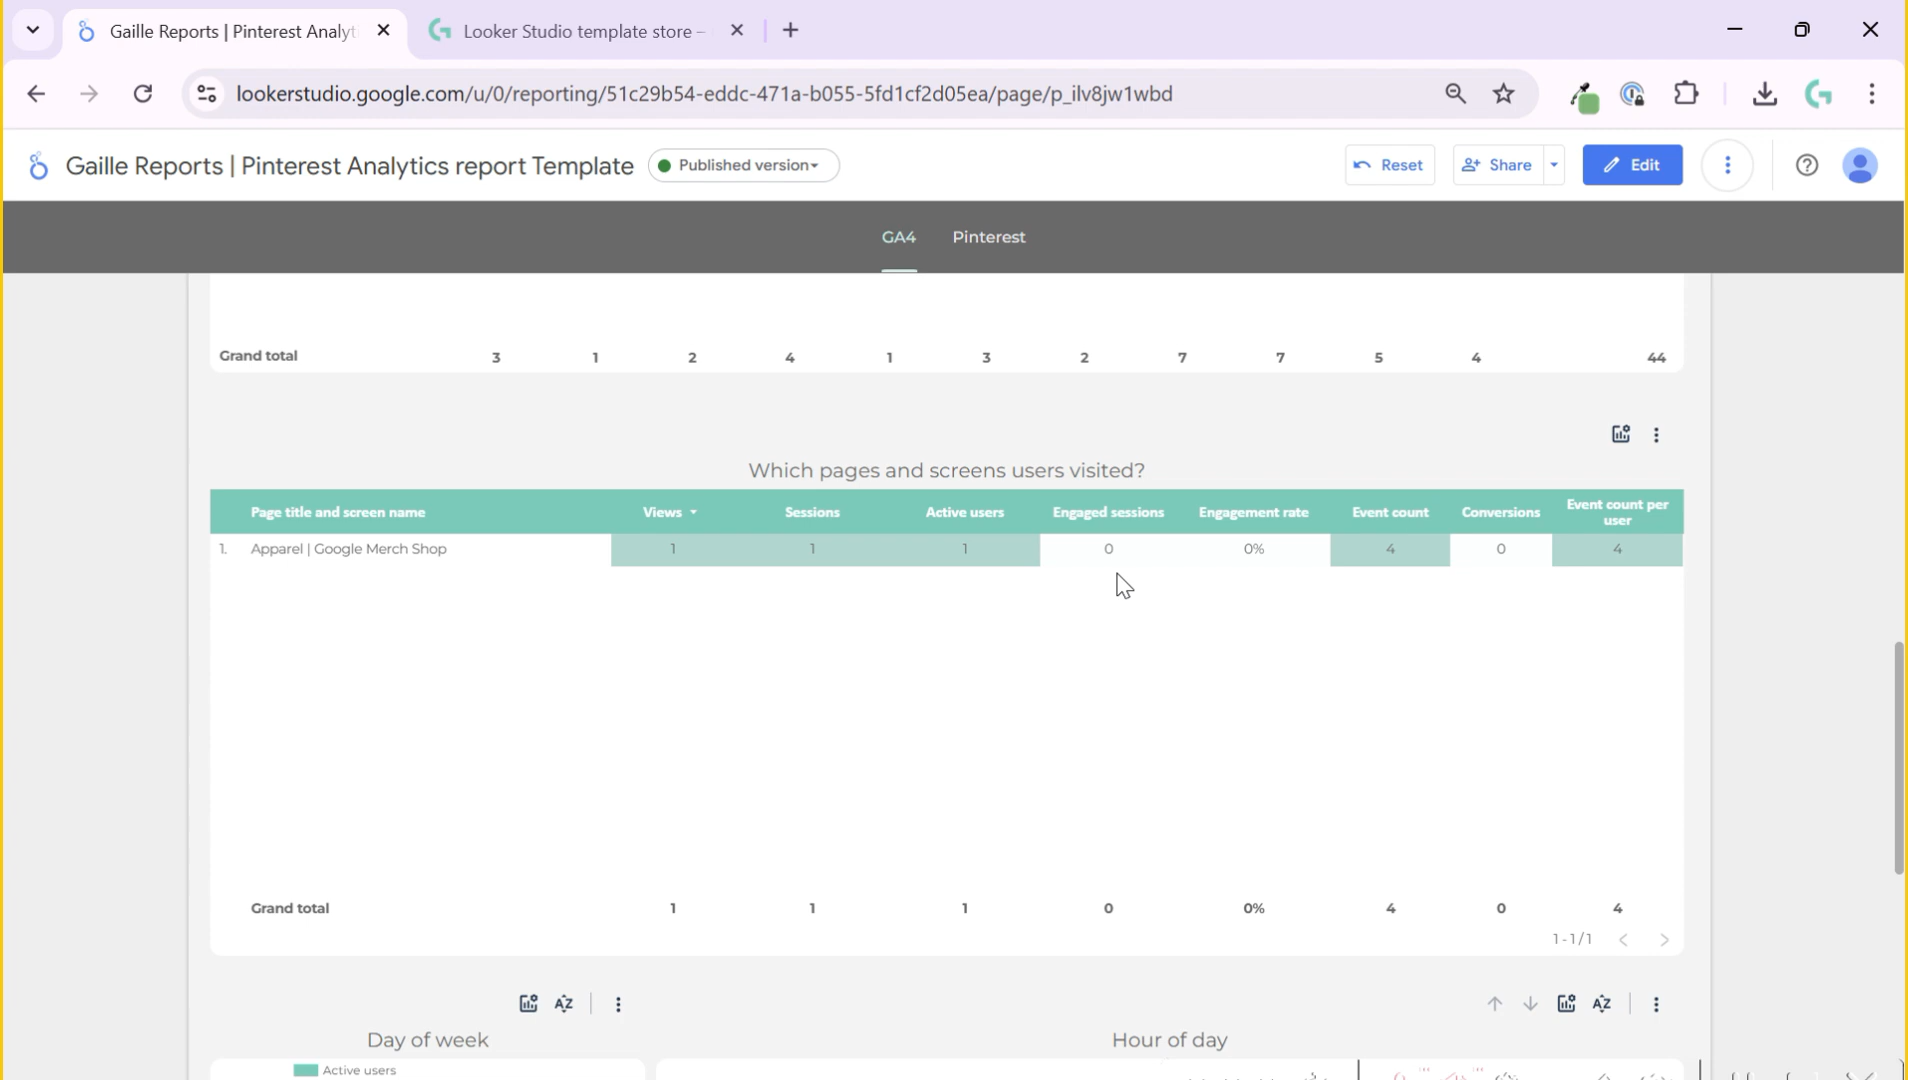 Gaille Reports | Pinterest Analyt
Looker Studio template store –
lookerstudio.google.com/u/0/reporting/51c29b54-eddc-471a-b055-5fd1cf2d05ea/page/p_ilv8jw1wbd
Gaille Reports | Pinterest Analytics report Template
Published version
Reset
Share
Edit
GA4 Pinterest
Grand total 3 1 2 4 1 3 2 7 7 5 4 44
Which pages and screens users visited?
Page title and screen name Views Sessions Active users Engaged sessions Engagement rate Event count Conversions Event count per user
1. Apparel | Google Merch Shop 1 1 1 0 0% 4 0 4
Grand total 1 1 1 0 0% 4 0 4
1 - 1 / 1
Day of week
Hour of day
Active users